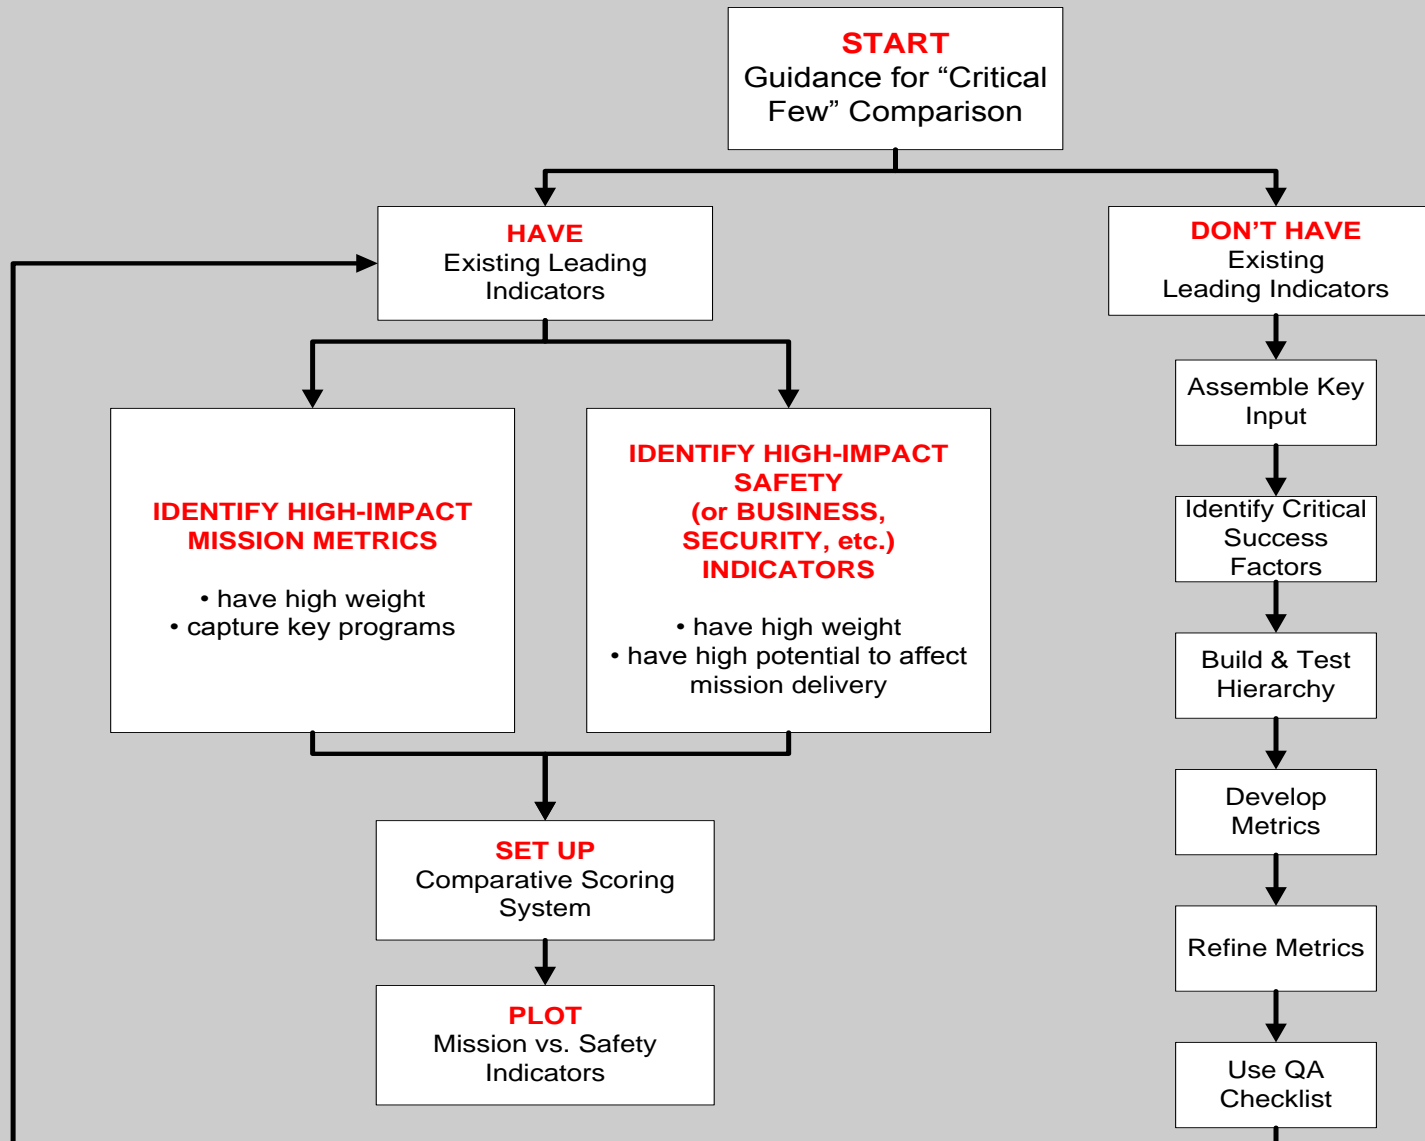 START
Guidance for “Critical
Few” Comparison
HAVE
Existing Leading
Indicators
DON’T HAVE
Existing
Leading Indicators
IDENTIFY HIGH-IMPACT
MISSION METRICS
• have high weight
• capture key programs
IDENTIFY HIGH-IMPACT
SAFETY
(or BUSINESS,
SECURITY, etc.)
INDICATORS
• have high weight
• have high potential to affect
mission delivery
SET UP
Comparative Scoring
System
PLOT
Mission vs. Safety
Indicators
Assemble Key
Input
Identify Critical
Success
Factors
Build & Test
Hierarchy
Develop
Metrics
Refine Metrics
Use QA
Checklist